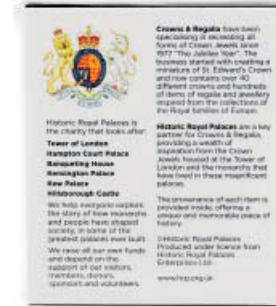 Historic Royal Palaces is
the charity that looks after:
Tower of London
Hampton Court Palace
Banqueting House
Kensington Palace
Kew Palace
Hillsborough Castle
We help everyone explore
the story of how monarchs
and people have shaped
society, in some of the
greatest palaces ever built.
We raise all our own funds
and depend on the
support of our visitors,
members, donors,
sponsors and volunteers.
Crowns & Regalia have been
specialising in recreating all
forms of Crown Jewels since
1977 "The Jubilee Year". The
business started with creating a
miniature of St. Edward's Crown
and now contains over 40
different crowns and hundreds
of items of regalia and jewellery
inspired from the collections of
the Royal families of Europe.
Historic Royal Palaces are a key
partner for Crowns & Regalia,
providing a wealth of
inspiration from the Crown
Jewels housed at the Tower of
London and the monarchs that
have lived in these magnificent
palaces.
The provenance of each item is
provided inside, offering a
unique and memorable piece of
history.
©Historic Royal Palaces
Produced under licence from
Historic Royal Palaces
Enterprises Ltd.
www.hrp.org.uk